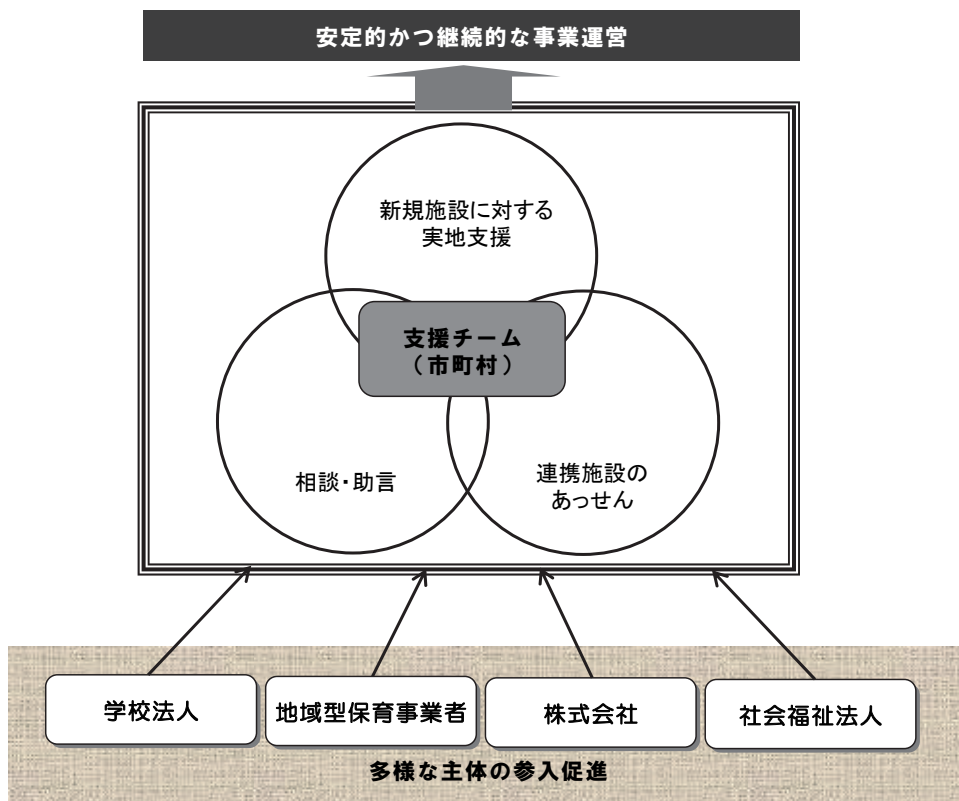 安定的かつ継続的な事業運営
新規施設に対する
実地支援
支援チーム
（市町村）
相談・助言
連携施設の
あっせん
学校法人
地域型保育事業者
株式会社
社会福祉法人
多様な主体の参入促進